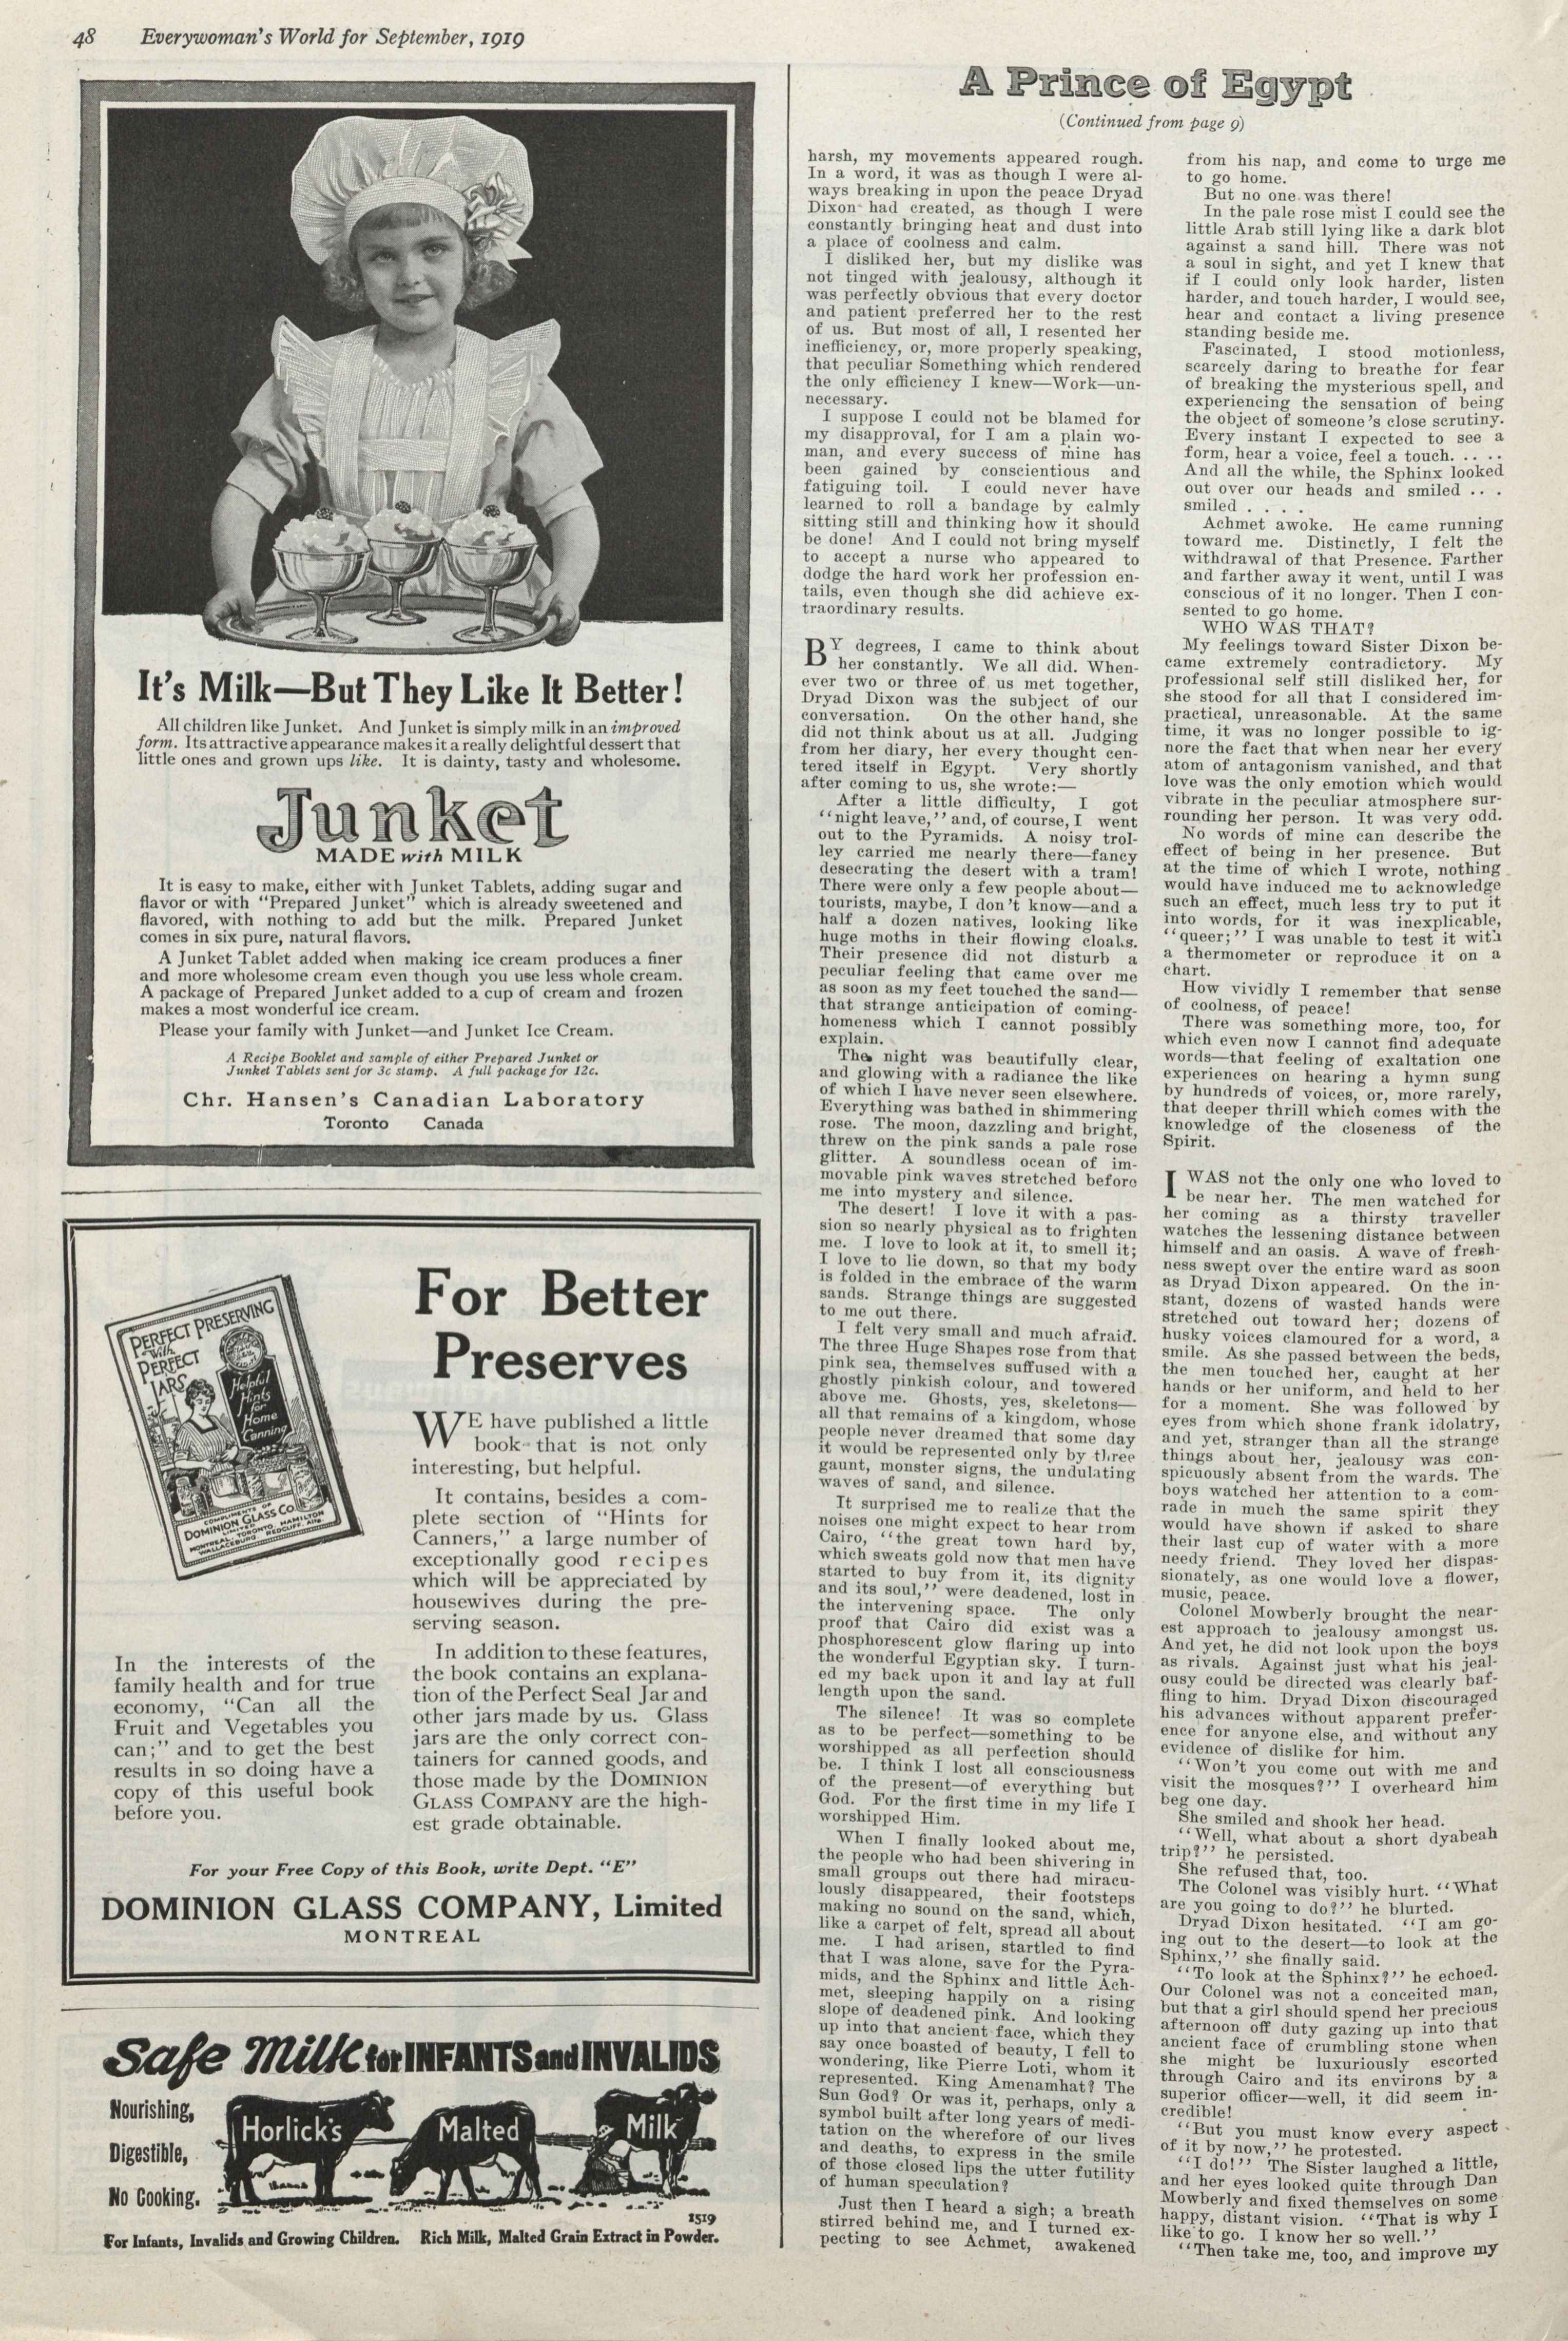 48 Everywoman's World for September, 1919
It's Milk—But They Like It Better!
All children like Junket. And Junket is simply milk in an improved
form. Its attractive appearance makes it a really delightful dessert that
little ones and grown ups like. It is dainty, tasty and wholesome.
Junket
MADE with MILK
It is easy to make, either with Junket Tablets, adding sugar and
flavor or with "Prepared Junket" which is already sweetened and
flavored, with nothing to add but the milk. Prepared Junket
comes in six pure, natural flavors.
A Junket Tablet added when making ice cream produces a finer
and more wholesome cream even though you use less whole cream.
A package of Prepared Junket added to a cup of cream and frozen
makes a most wonderful ice cream.
Please your family with Junket—and Junket Ice Cream.
A Recipe Booklet and sample of either Prepared Junket or
Junket Tablets sent for 3c stamp. A full package for 12c.
Chr. Hansen's Canadian Laboratory
Toronto Canada
PERFECT PRESERVING
With
PERFECT
JARS
Helpful
Hints
for
Home
Canning
COMPLIMENTS OF
DOMINION GLASS CO
LIMITED
MONTREAL, TORONTO, HAMILTON
WALLACEBURG REDCLIFF, Alta
For Better
Preserves
WE have published a little
book that is not only
interesting, but helpful.
It contains, besides a com-
plete section of "Hints for
Canners," a large number of
exceptionally good recipes
which will be appreciated by
housewives during the pre-
serving season.
In addition to these features,
the book contains an explana-
tion of the Perfect Seal Jar and
other jars made by us. Glass
jars are the only correct con-
tainers for canned goods, and
those made by the DOMINION
GLASS COMPANY are the high-
est grade obtainable.
In the interests of the
family health and for true
economy, "Can all the
Fruit and Vegetables you
can;" and to get the best
results in so doing have a
copy of this useful book
before you.
For your Free Copy of this Book, write Dept. "E"
DOMINION GLASS COMPANY, Limited
MONTREAL
Safe Milk for INFANTS and INVALIDS
Nourishing,
Digestible,
No Cooking.
Horlick's Malted Milk
1519
For Infants, Invalids and Growing Children. Rich Milk, Malted Grain Extract in Powder.
A Prince of Egypt
(Continued from page 9)
harsh, my movements appeared rough.
In a word, it was as though I were al-
ways breaking in upon the peace Dryad
Dixon had created, as though I were
constantly bringing heat and dust into
a place of coolness and calm.
I disliked her, but my dislike was
not tinged with jealousy, although it
was perfectly obvious that every doctor
and patient preferred her to the rest
of us. But most of all, I resented her
inefficiency, or, more properly speaking,
that peculiar Something which rendered
the only efficiency I knew—Work—un-
necessary.
I suppose I could not be blamed for
my disapproval, for I am a plain wo-
man, and every success of mine has
been gained by conscientious and
fatiguing toil. I could never have
learned to roll a bandage by calmly
sitting still and thinking how it should
be done! And I could not bring myself
to accept a nurse who appeared to
dodge the hard work her profession en-
tails, even though she did achieve ex-
traordinary results.
BY degrees, I came to think about
her constantly. We all did. When-
ever two or three of us met together,
Dryad Dixon was the subject of our
conversation. On the other hand, she
did not think about us at all. Judging
from her diary, her every thought cen-
tered itself in Egypt. Very shortly
after coming to us, she wrote:—
After a little difficulty, I got
"night leave," and, of course, I went
out to the Pyramids. A noisy trol-
ley carried me nearly there—fancy
desecrating the desert with a tram!
There were only a few people about—
tourists, maybe, I don't know—and a
half a dozen natives, looking like
huge moths in their flowing cloaks.
Their presence did not disturb a
peculiar feeling that came over me
as soon as my feet touched the sand—
that strange anticipation of coming-
homeness which I cannot possibly
explain.
The night was beautifully clear,
and glowing with a radiance the like
of which I have never seen elsewhere.
Everything was bathed in shimmering
rose. The moon, dazzling and bright,
threw on the pink sands a pale rose
glitter. A soundless ocean of im-
movable pink waves stretched before
me into mystery and silence.
The desert! I love it with a pas-
sion so nearly physical as to frighten
me. I love to look at it, to smell it;
I love to lie down, so that my body
is folded in the embrace of the warm
sands. Strange things are suggested
to me out there.
I felt very small and much afraid.
The three Huge Shapes rose from that
pink sea, themselves suffused with a
ghostly pinkish colour, and towered
above me. Ghosts, yes, skeletons—
all that remains of a kingdom, whose
people never dreamed that some day
it would be represented only by three
gaunt, monster signs, the undulating
waves of sand, and silence.
It surprised me to realize that the
noises one might expect to hear from
Cairo, "the great town hard by,
which sweats gold now that men have
started to buy from it, its dignity
and its soul," were deadened, lost in
the intervening space. The only
proof that Cairo did exist was a
phosphorescent glow flaring up into
the wonderful Egyptian sky. I turn-
ed my back upon it and lay at full
length upon the sand.
The silence! It was so complete
as to be perfect—something to be
worshipped as all perfection should
be. I think I lost all consciousness
of the present—of everything but
God. For the first time in my life I
worshipped Him.
When I finally looked about me,
the people who had been shivering in
small groups out there had miracu-
lously disappeared, their footsteps
making no sound on the sand, which,
like a carpet of felt, spread all about
me. I had arisen, startled to find
that I was alone, save for the Pyra-
mids, and the Sphinx and little Ach-
met, sleeping happily on a rising
slope of deadened pink. And looking
up into that ancient face, which they
say once boasted of beauty, I fell to
wondering, like Pierre Loti, whom it
represented. King Amenamhat? The
Sun God? Or was it, perhaps, only a
symbol built after long years of medi-
tation on the wherefore of our lives
and deaths, to express in the smile
of those closed lips the utter futility
of human speculation?
Just then I heard a sigh; a breath
stirred behind me, and I turned ex-
pecting to see Achmet, awakened
from his nap, and come to urge me
to go home.
But no one was there!
In the pale rose mist I could see the
little Arab still lying like a dark blot
against a sand hill. There was not
a soul in sight, and yet I knew that
if I could only look harder, listen
harder, and touch harder, I would see,
hear and contact a living presence
standing beside me.
Fascinated, I stood motionless,
scarcely daring to breathe for fear
of breaking the mysterious spell, and
experiencing the sensation of being
the object of someone's close scrutiny.
Every instant I expected to see a
form, hear a voice, feel a touch. . . . .
And all the while, the Sphinx looked
out over our heads and smiled . . .
smiled . . . .
Achmet awoke. He came running
toward me. Distinctly, I felt the
withdrawal of that Presence. Farther
and farther away it went, until I was
conscious of it no longer. Then I con-
sented to go home.
WHO WAS THAT?
My feelings toward Sister Dixon be-
came extremely contradictory. My
professional self still disliked her, for
she stood for all that I considered im-
practical, unreasonable. At the same
time, it was no longer possible to ig-
nore the fact that when near her every
atom of antagonism vanished, and that
love was the only emotion which would
vibrate in the peculiar atmosphere sur-
rounding her person. It was very odd.
No words of mine can describe the
effect of being in her presence. But
at the time of which I wrote, nothing
would have induced me to acknowledge
such an effect, much less try to put it
into words, for it was inexplicable,
"queer;" I was unable to test it with
a thermometer or reproduce it on a
chart.
How vividly I remember that sense
of coolness, of peace!
There was something more, too, for
which even now I cannot find adequate
words—that feeling of exaltation one
experiences on hearing a hymn sung
by hundreds of voices, or, more rarely,
that deeper thrill which comes with the
knowledge of the closeness of the
Spirit.
I WAS not the only one who loved to
be near her. The men watched for
her coming as a thirsty traveller
watches the lessening distance between
himself and an oasis. A wave of fresh-
ness swept over the entire ward as soon
as Dryad Dixon appeared. On the in-
stant, dozens of wasted hands were
stretched out toward her; dozens of
husky voices clamoured for a word, a
smile. As she passed between the beds,
the men touched her, caught at her
hands or her uniform, and held to her
for a moment. She was followed by
eyes from which shone frank idolatry,
and yet, stranger than all the strange
things about her, jealousy was con-
spicuously absent from the wards. The
boys watched her attention to a com-
rade in much the same spirit they
would have shown if asked to share
their last cup of water with a more
needy friend. They loved her dispas-
sionately, as one would love a flower,
music, peace.
Colonel Mowberly brought the near-
est approach to jealousy amongst us.
And yet, he did not look upon the boys
as rivals. Against just what his jeal-
ousy could be directed was clearly baf-
fling to him. Dryad Dixon discouraged
his advances without apparent prefer-
ence for anyone else, and without any
evidence of dislike for him.
"Won't you come out with me and
visit the mosques?" I overheard him
beg one day.
She smiled and shook her head.
"Well, what about a short dyabeah
trip?" he persisted.
She refused that, too.
The Colonel was visibly hurt. "What
are you going to do?" he blurted.
Dryad Dixon hesitated. "I am go-
ing out to the desert—to look at the
Sphinx," she finally said.
"To look at the Sphinx?" he echoed.
Our Colonel was not a conceited man,
but that a girl should spend her precious
afternoon off duty gazing up into that
ancient face of crumbling stone when
she might be luxuriously escorted
through Cairo and its environs by a
superior officer—well, it did seem in-
credible!
"But you must know every aspect
of it by now," he protested.
"I do!" The Sister laughed a little,
and her eyes looked quite through Dan
Mowberly and fixed themselves on some
happy, distant vision. "That is why I
like to go. I know her so well."
"Then take me, too, and improve my